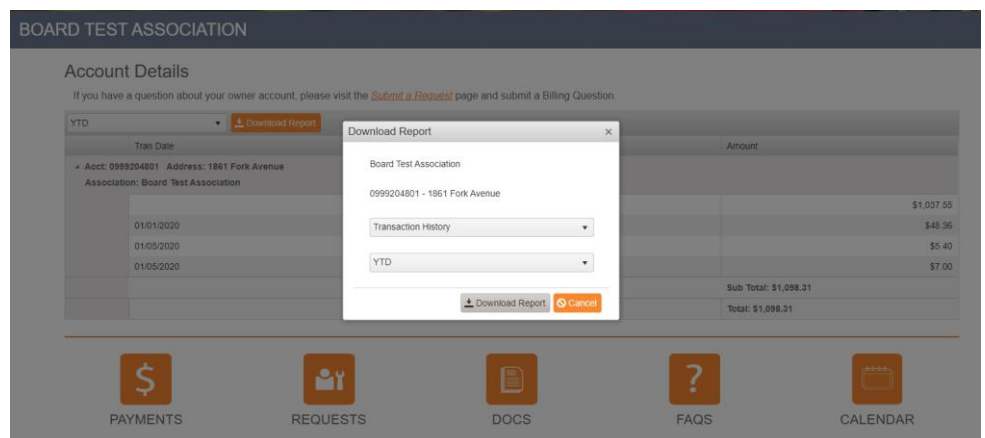 BOARD TEST ASSOCIATION
Account Details
If you have a question about your owner account, please visit the Submit a Request page and submit a Billing Question.
YTD
Download Report
Tran Date
Amount
Acct: 0999204801 Address: 1861 Fork Avenue
Association: Board Test Association
$1,037.55
01/01/2020
$48.36
01/05/2020
$5.40
01/05/2020
$7.00
Sub Total: $1,098.31
Total: $1,098.31
Download Report
Board Test Association
0999204801 - 1861 Fork Avenue
Transaction History
YTD
Download Report
Cancel
PAYMENTS
REQUESTS
DOCS
FAQS
CALENDAR